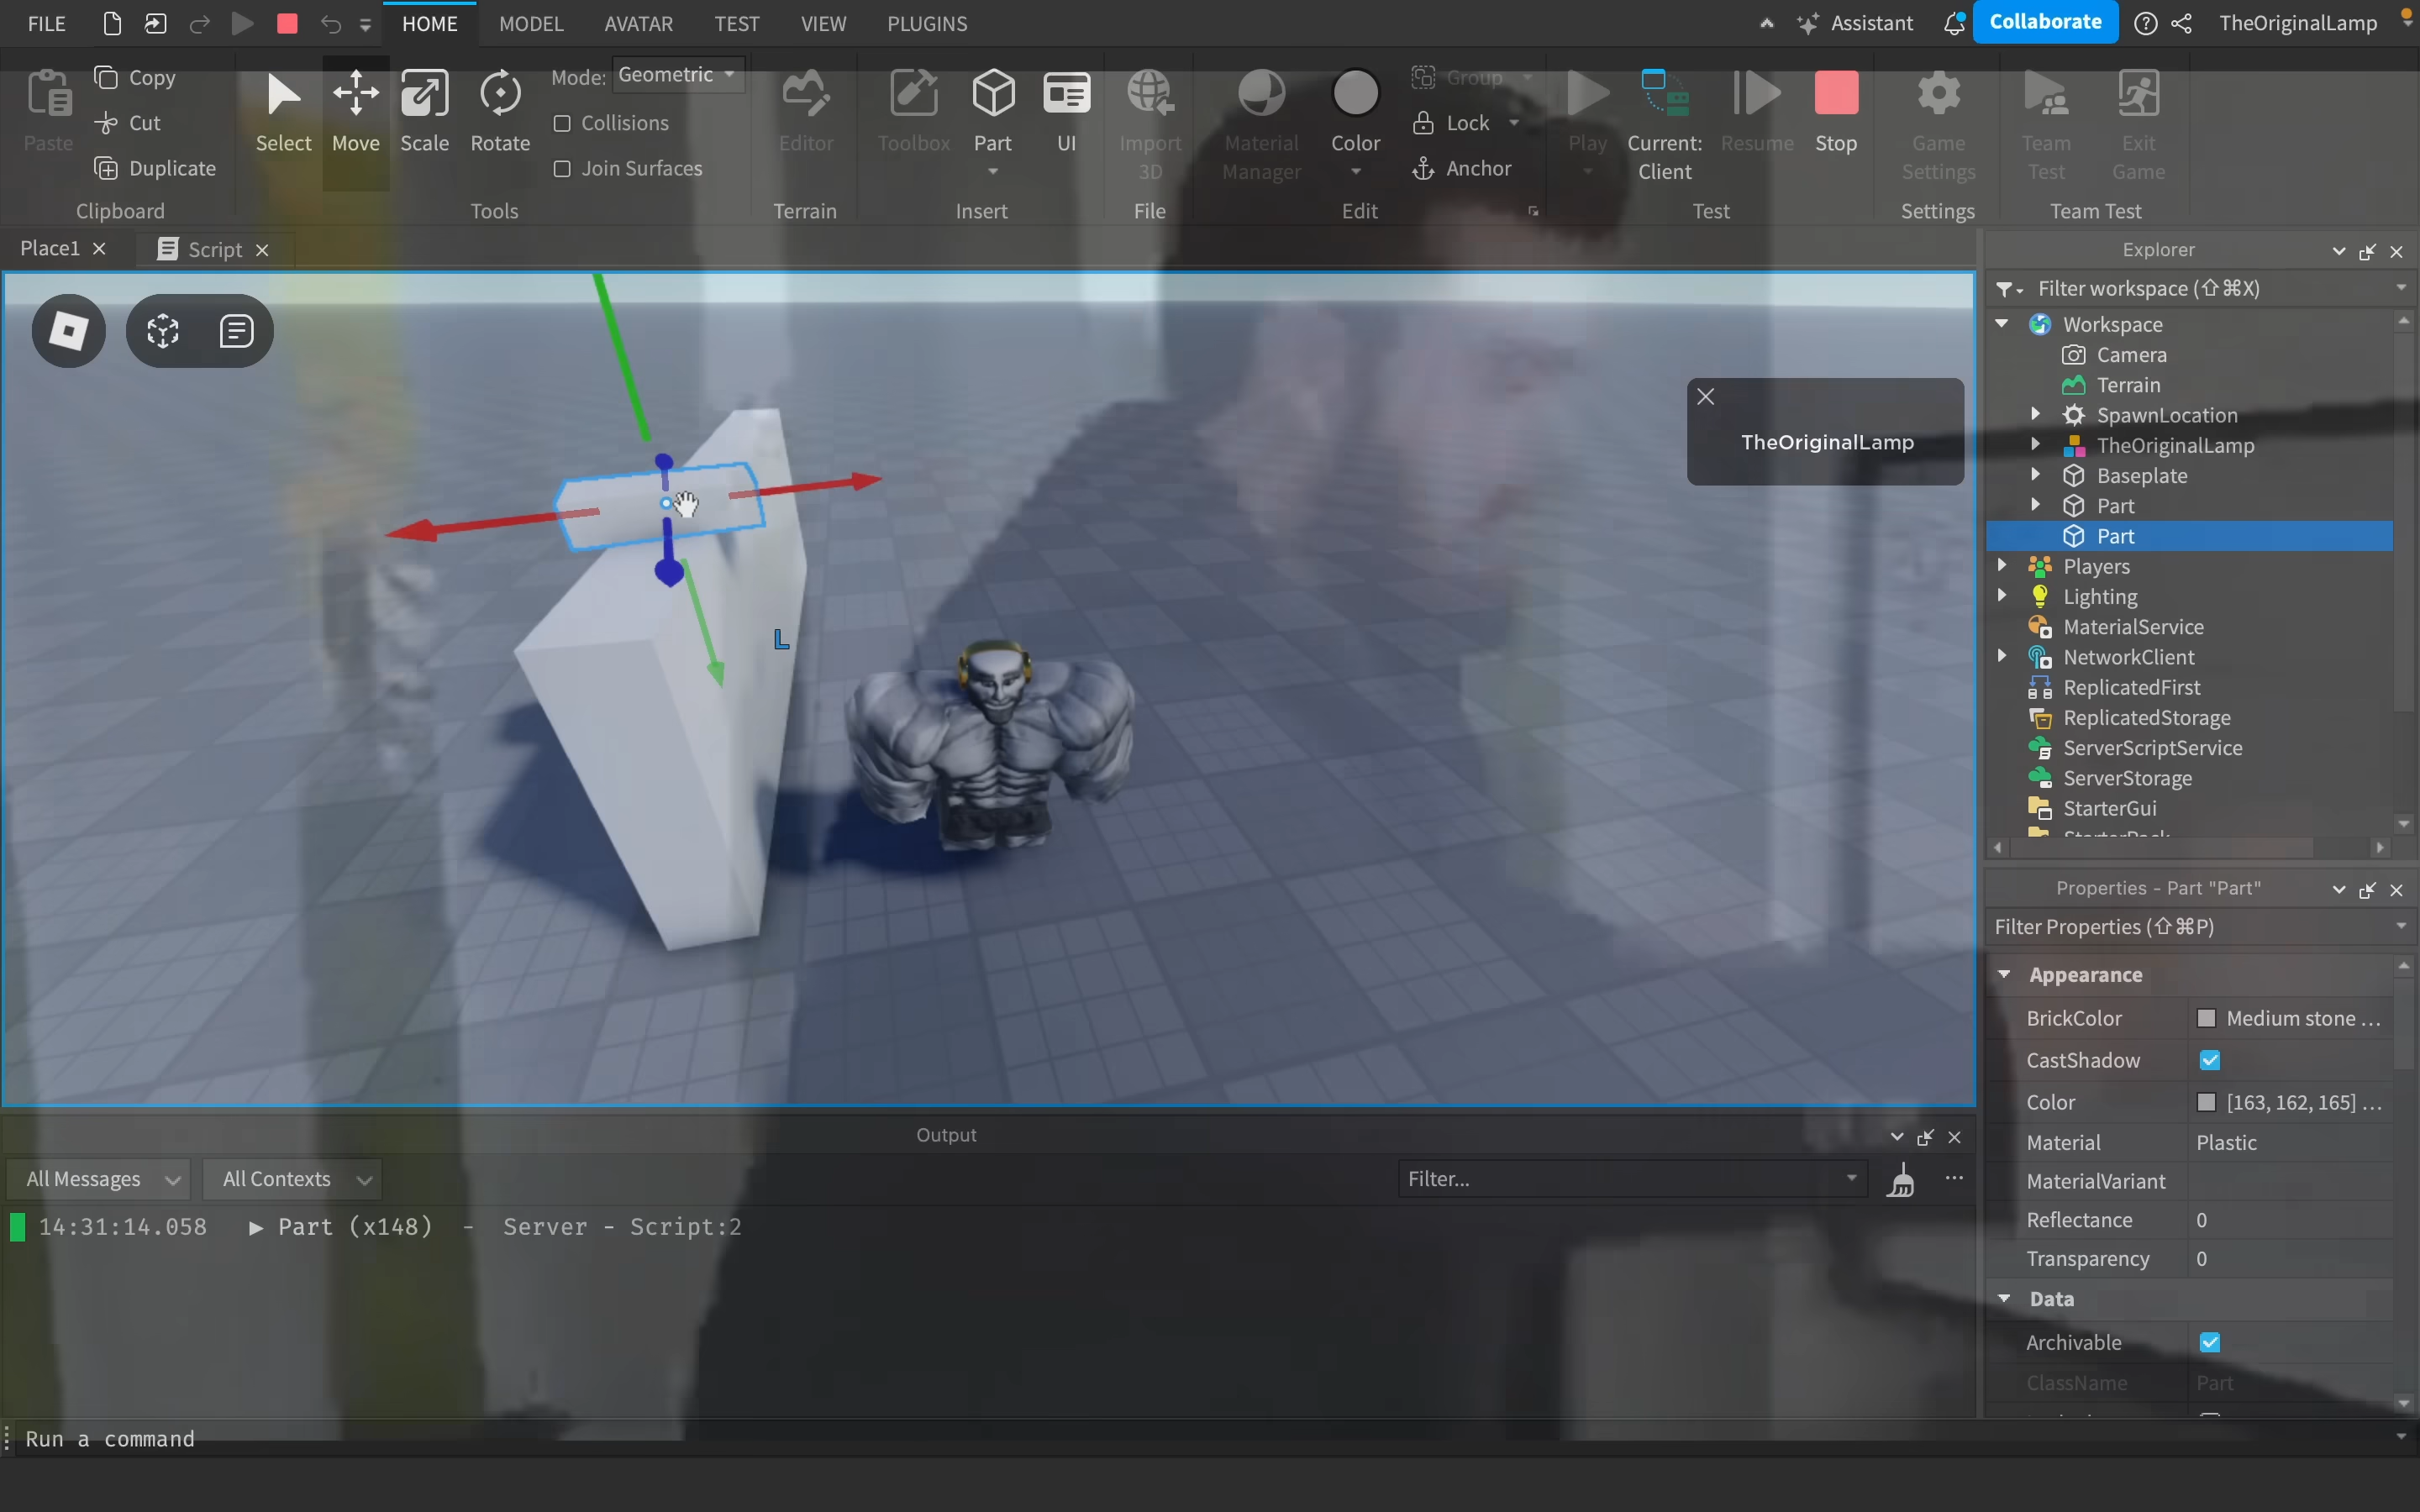 FILE HOME MODEL AVATAR TEST VIEW PLUGINS Assistant Collaborate TheOriginalLamp
Paste Copy Cut Duplicate Clipboard
Select Move Scale Rotate Mode: Geometric Collisions Join Surfaces Tools
Editor Terrain
Toolbox Part UI Insert
Import 3D File
Material Manager Color Group Lock Anchor Edit
Play Current: Client Resume Stop Test
Game Settings Settings
Team Test Exit Game Team Test
Place1 Script
TheOriginalLamp
L
Explorer
Filter workspace (⇧⌘X)
Workspace
Camera
Terrain
SpawnLocation
TheOriginalLamp
Baseplate
Part
Part
Players
Lighting
MaterialService
NetworkClient
ReplicatedFirst
ReplicatedStorage
ServerScriptService
ServerStorage
StarterGui
Properties - Part "Part"
Filter Properties (⇧⌘P)
Appearance
BrickColor Medium stone ...
CastShadow
Color [163, 162, 165] ...
Material Plastic
MaterialVariant
Reflectance 0
Transparency 0
Data
Archivable
ClassName Part
Output
All Messages All Contexts Filter...
14:31:14.058 ▶ Part (x148) - Server - Script:2
Run a command